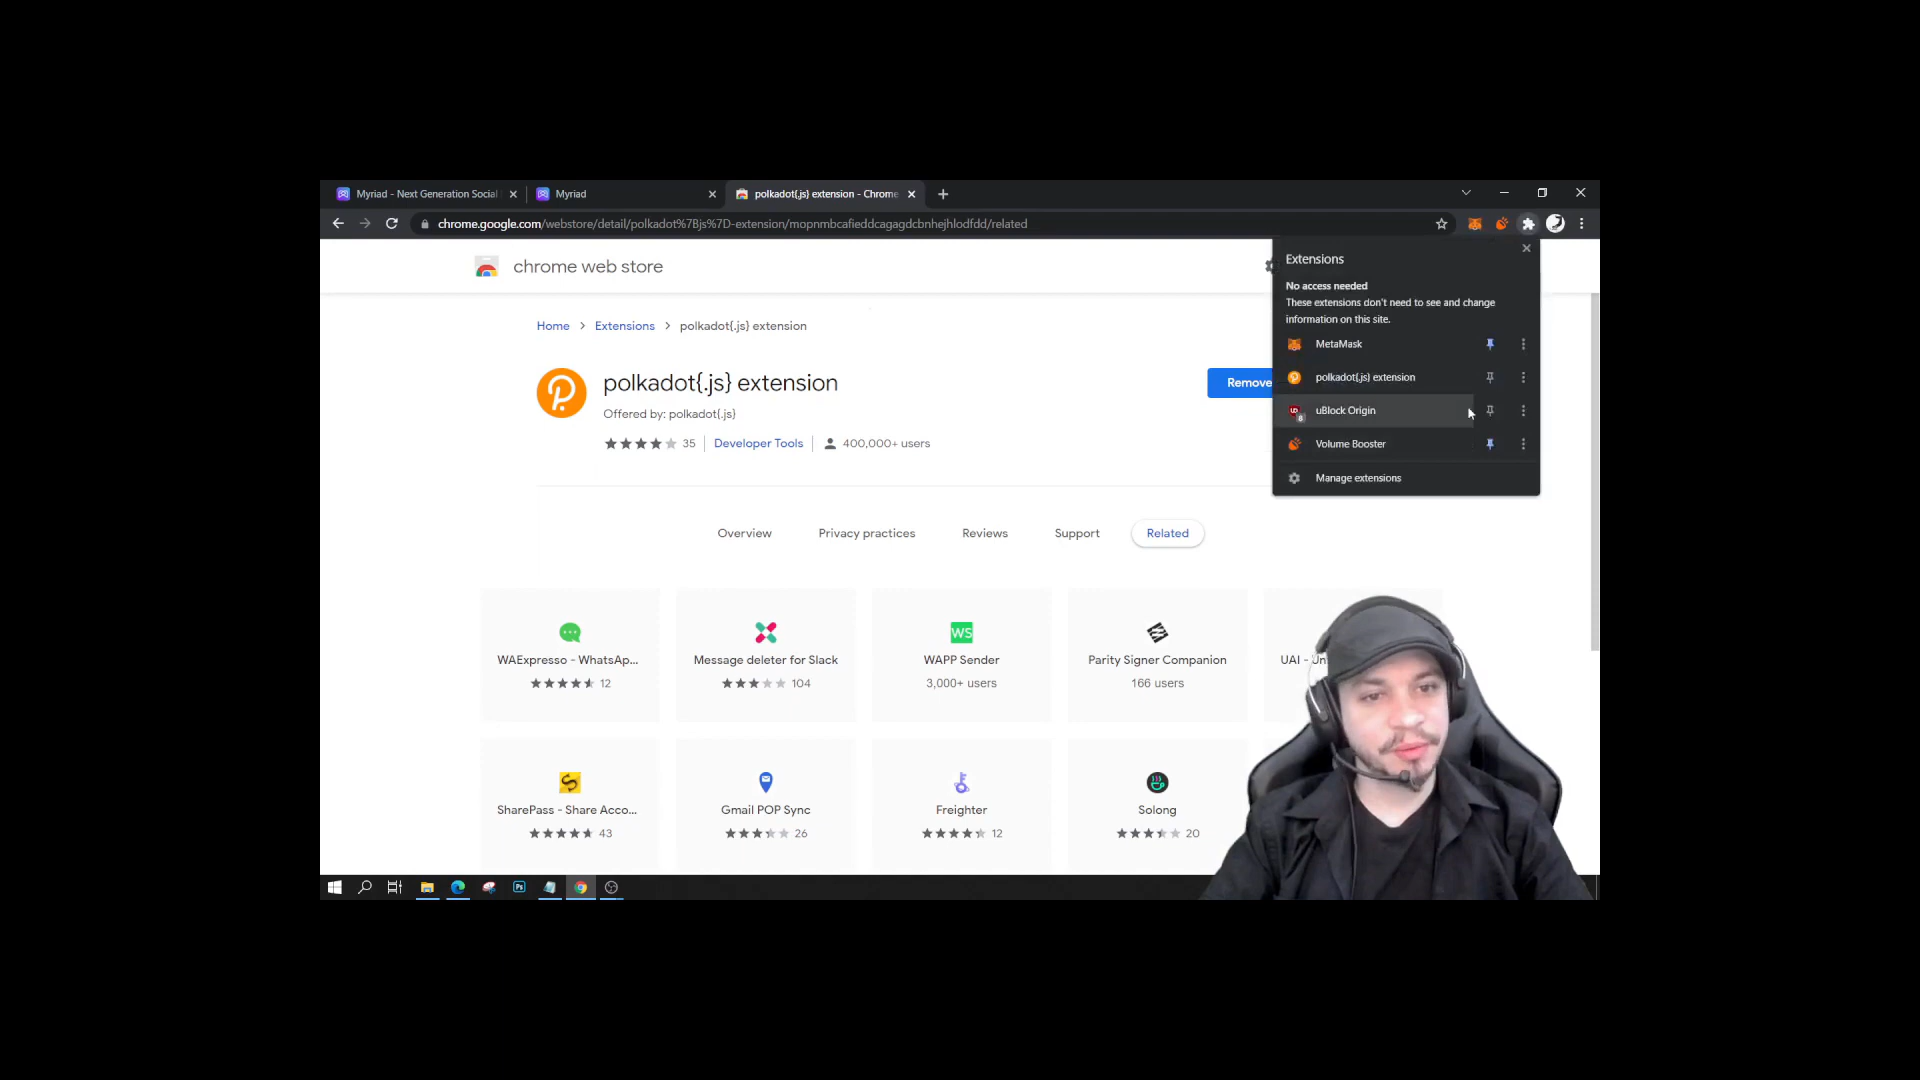 Myriad - Next Generation Social
Myriad
polkadot{.js} extension - Chrome
chrome.google.com/webstore/detail/polkadot%7Bjs%7D-extension/mopnmbcafieddcagagdcbnhejhlodfdd/related
chrome web store
Extensions
No access needed
These extensions don't need to see and change
information on this site.
MetaMask
polkadot{.js} extension
uBlock Origin
8
Volume Booster
Manage extensions
Home > Extensions > polkadot{.js} extension
polkadot{.js} extension
Remove
Offered by: polkadot{.js}
35 Developer Tools 400,000+ users
Overview Privacy practices Reviews Support Related
WS
WAExpresso - WhatsAp... Message deleter for Slack WAPP Sender Parity Signer Companion UAI -
12 104 3,000+ users 166 users
SharePass - Share Acco... Gmail POP Sync Freighter Solong
43 26 12 20
Ps